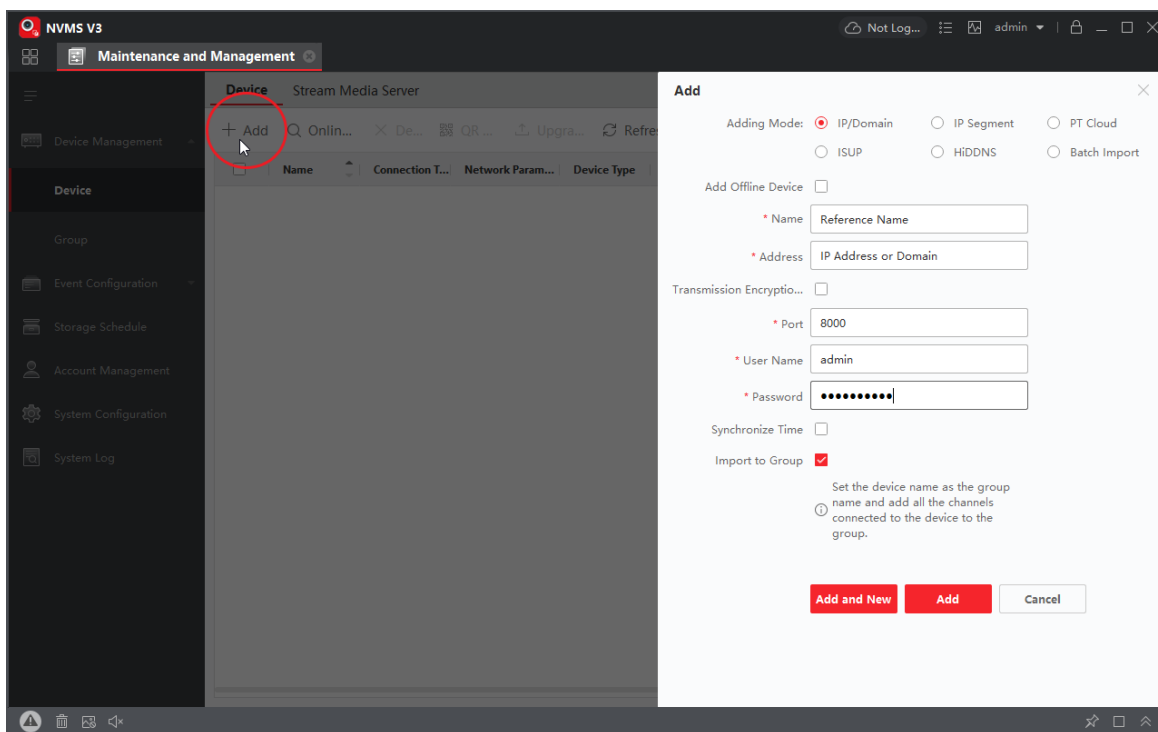 NVMS V3
Not Log...
admin
Maintenance and Management
Device Management
Device
Group
Event Configuration
Storage Schedule
Account Management
System Configuration
System Log
Device Stream Media Server
+ Add Onlin... De... QR ... Upgra... Refre
Name Connection T... Network Param... Device Type
Add
Adding Mode: IP/Domain IP Segment PT Cloud
ISUP HiDDNS Batch Import
Add Offline Device
* Name Reference Name
* Address IP Address or Domain
Transmission Encryptio...
* Port 8000
* User Name admin
* Password ••••••••••
Synchronize Time
Import to Group
Set the device name as the group
name and add all the channels
connected to the device to the
group.
Add and New Add Cancel